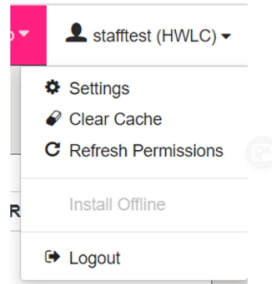 stafftest (HWLC)
Settings
Clear Cache
Refresh Permissions
R
Install Offline
Logout